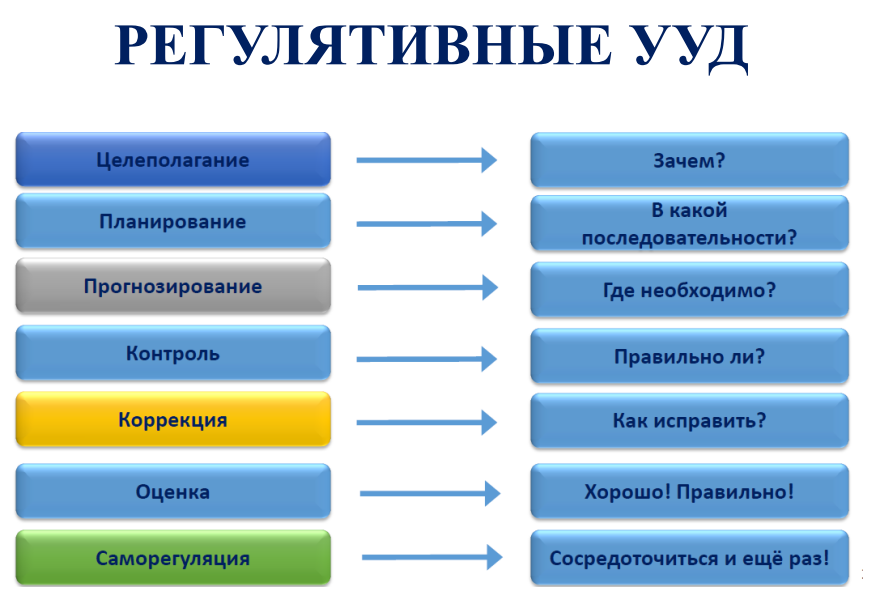 РЕГУЛЯТИВНЫЕ УУД
Целеполагание
Зачем?
Планирование
В какой
последовательности?
Прогнозирование
Где необходимо?
Контроль
Правильно ли?
Коррекция
Как исправить?
Оценка
Хорошо! Правильно!
Саморегуляция
Сосредоточиться и ещё раз!